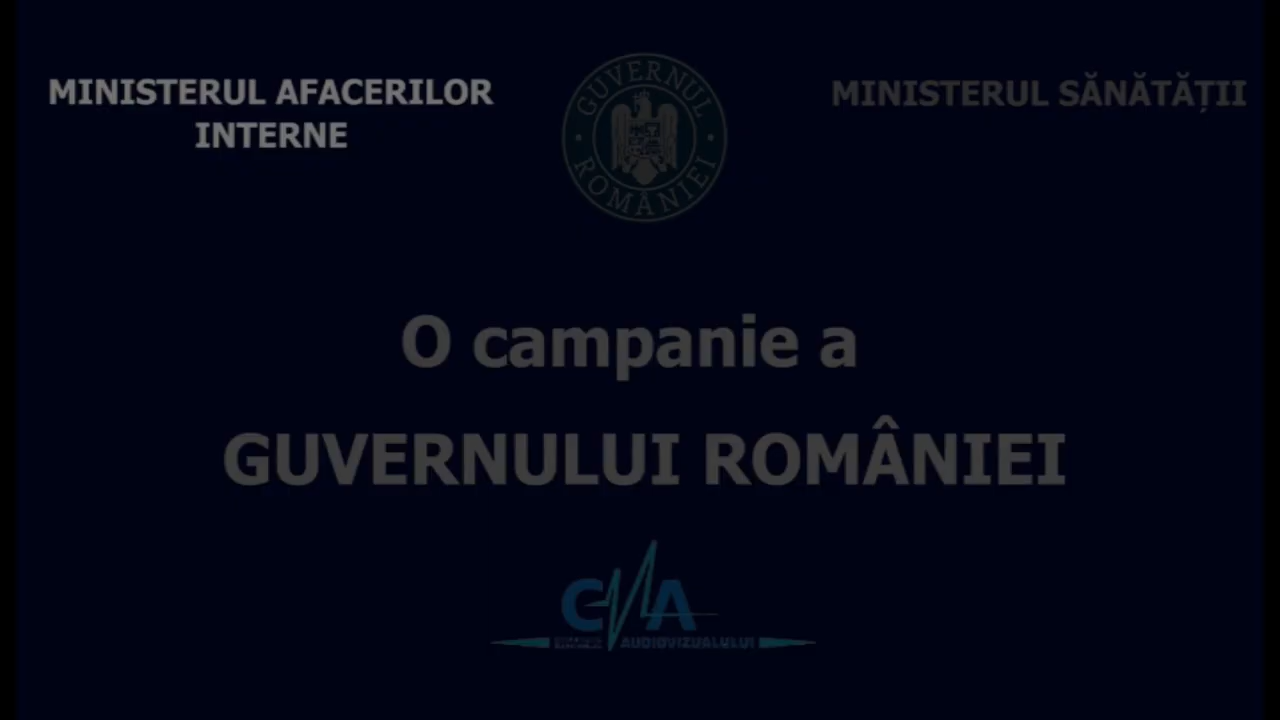 MINISTERUL AFACERILOR
INTERNE
GUVERNUL
ROMÂNIEI
MINISTERUL SĂNĂTĂȚII
O campanie a
GUVERNULUI ROMÂNIEI
CNA
AUDIOVIZUALULUI